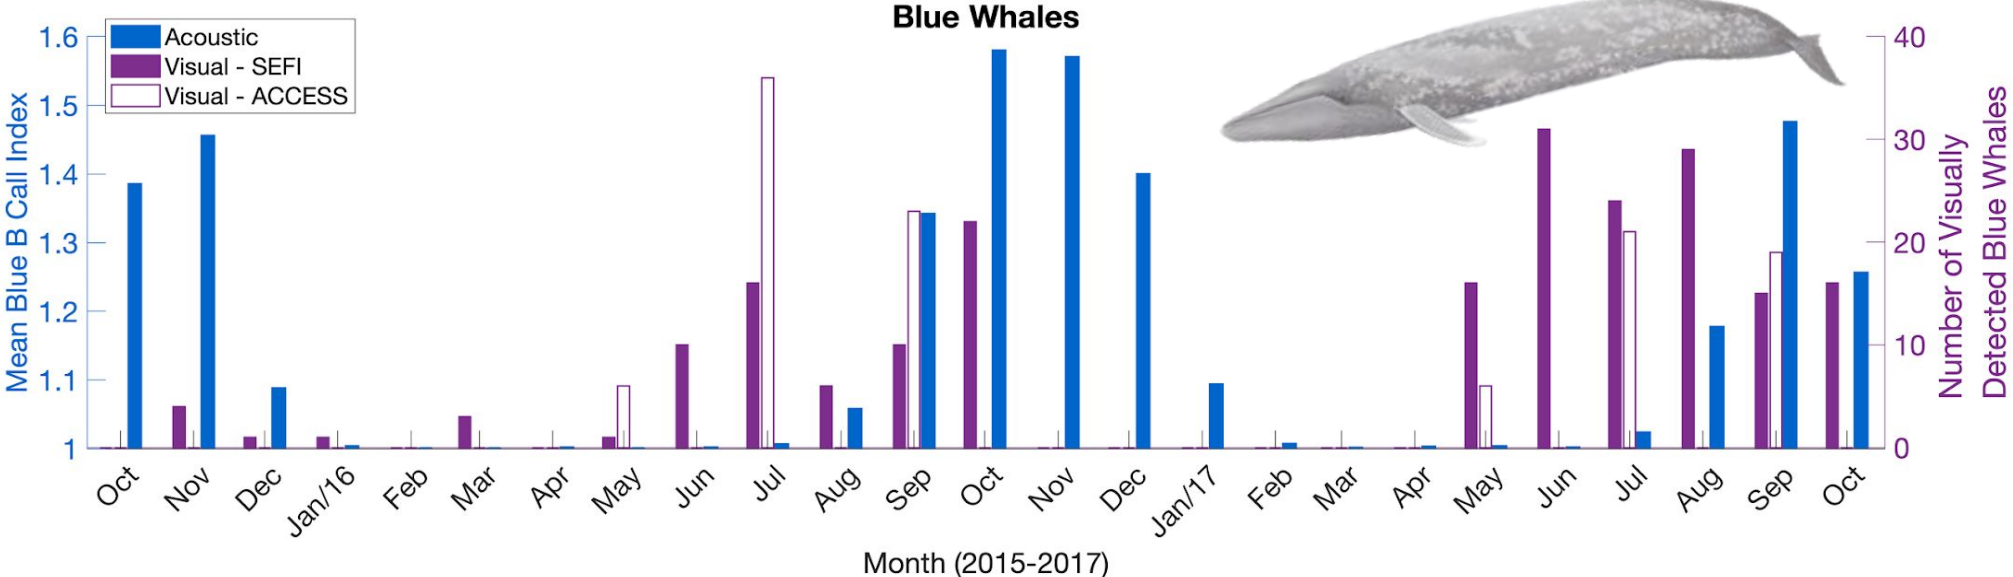 Blue Whales
Acoustic
Visual - SEFI
Visual - ACCESS
Mean Blue B Call Index
1.6
1.5
1.4
1.3
1.2
1.1
1
40
30
20
10
0
Number of Visually
Detected Blue Whales
Oct Nov Dec Jan/16 Feb Mar Apr May Jun Jul Aug Sep Oct Nov Dec Jan/17 Feb Mar Apr May Jun Jul Aug Sep Oct
Month (2015-2017)